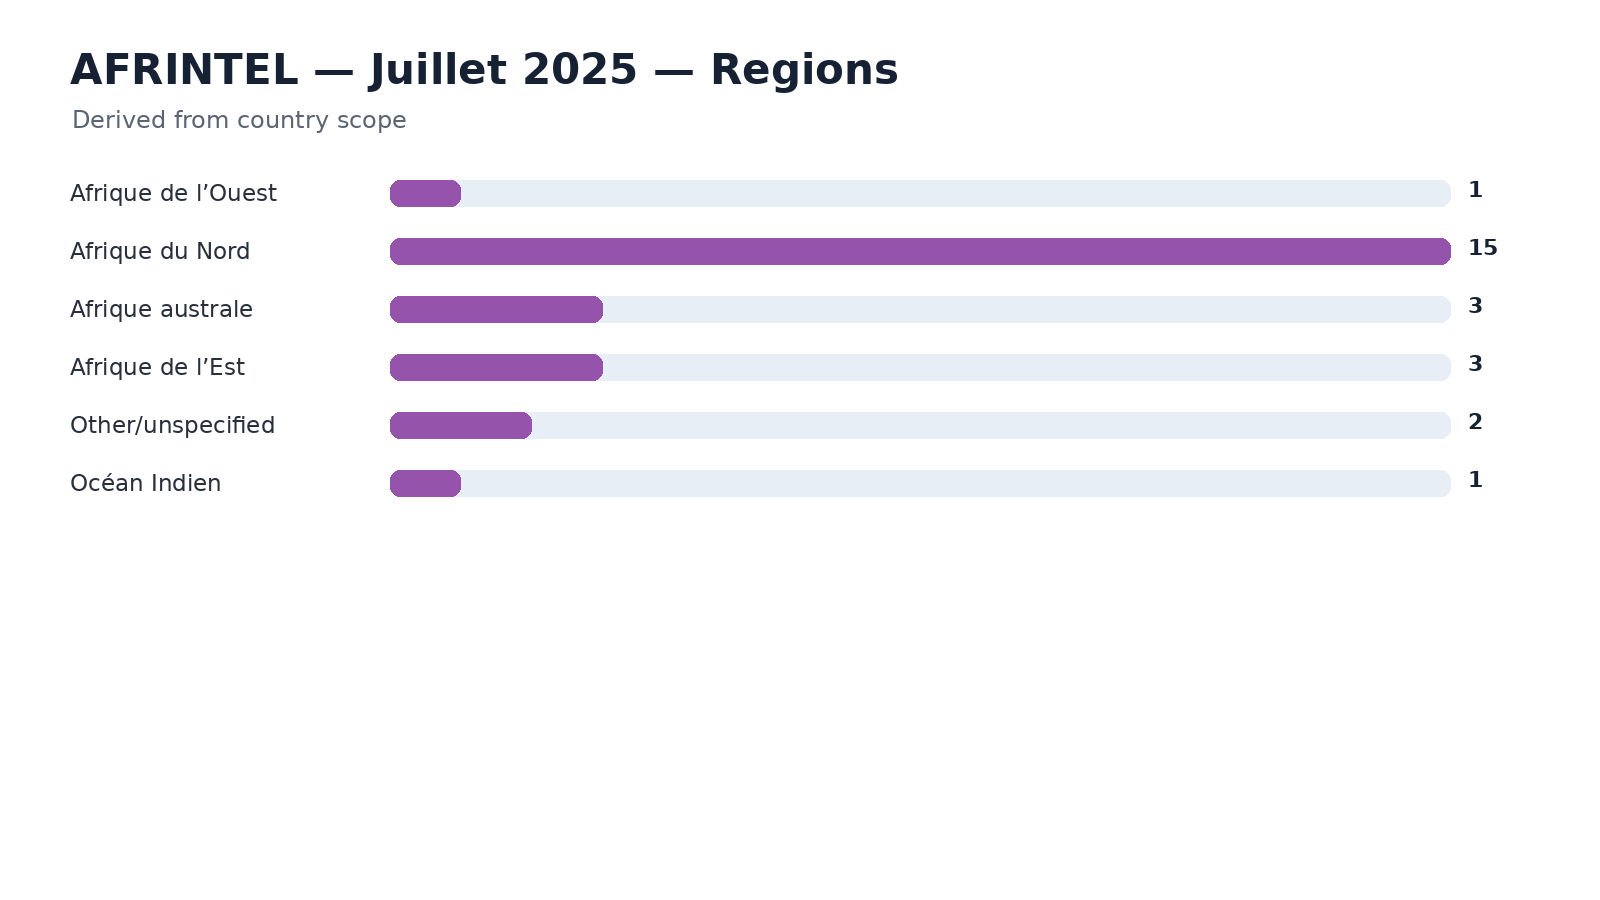 AFRINTEL — Juillet 2025 — Regions
Derived from country scope
Afrique de l’Ouest 1
Afrique du Nord 15
Afrique australe 3
Afrique de l’Est 3
Other/unspecified 2
Océan Indien 1